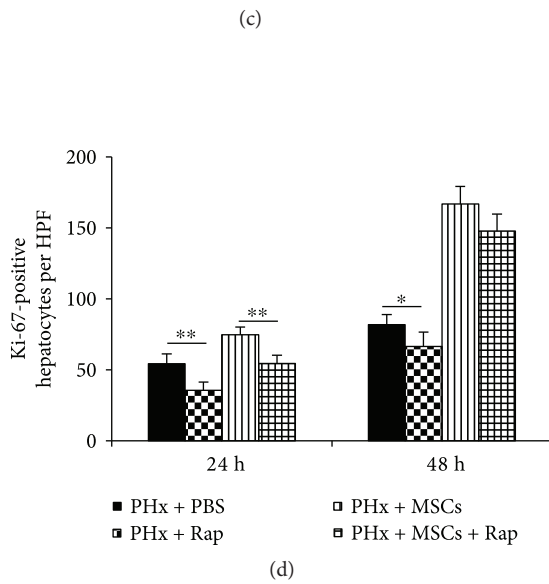 (c)
200
150
100
50
0
Ki-67-positive
hepatocytes per HPF
**
**
*
24 h
48 h
PHx + PBS
PHx + MSCs
PHx + Rap
PHx + MSCs + Rap
(d)